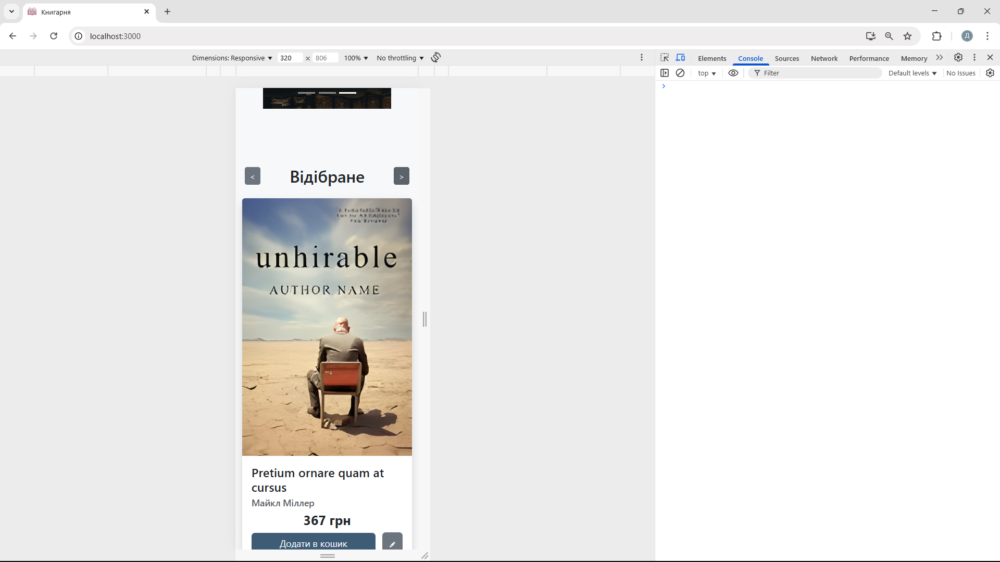 Книгарня
localhost:3000
Д
Dimensions: Responsive 320 × 806 100% No throttling
Elements Console Sources Network Performance Memory
top Filter Default levels No Issues
< Відібране >
unhirable
AUTHOR NAME
Pretium ornare quam at
cursus
Майкл Міллер
367 грн
Додати в кошик